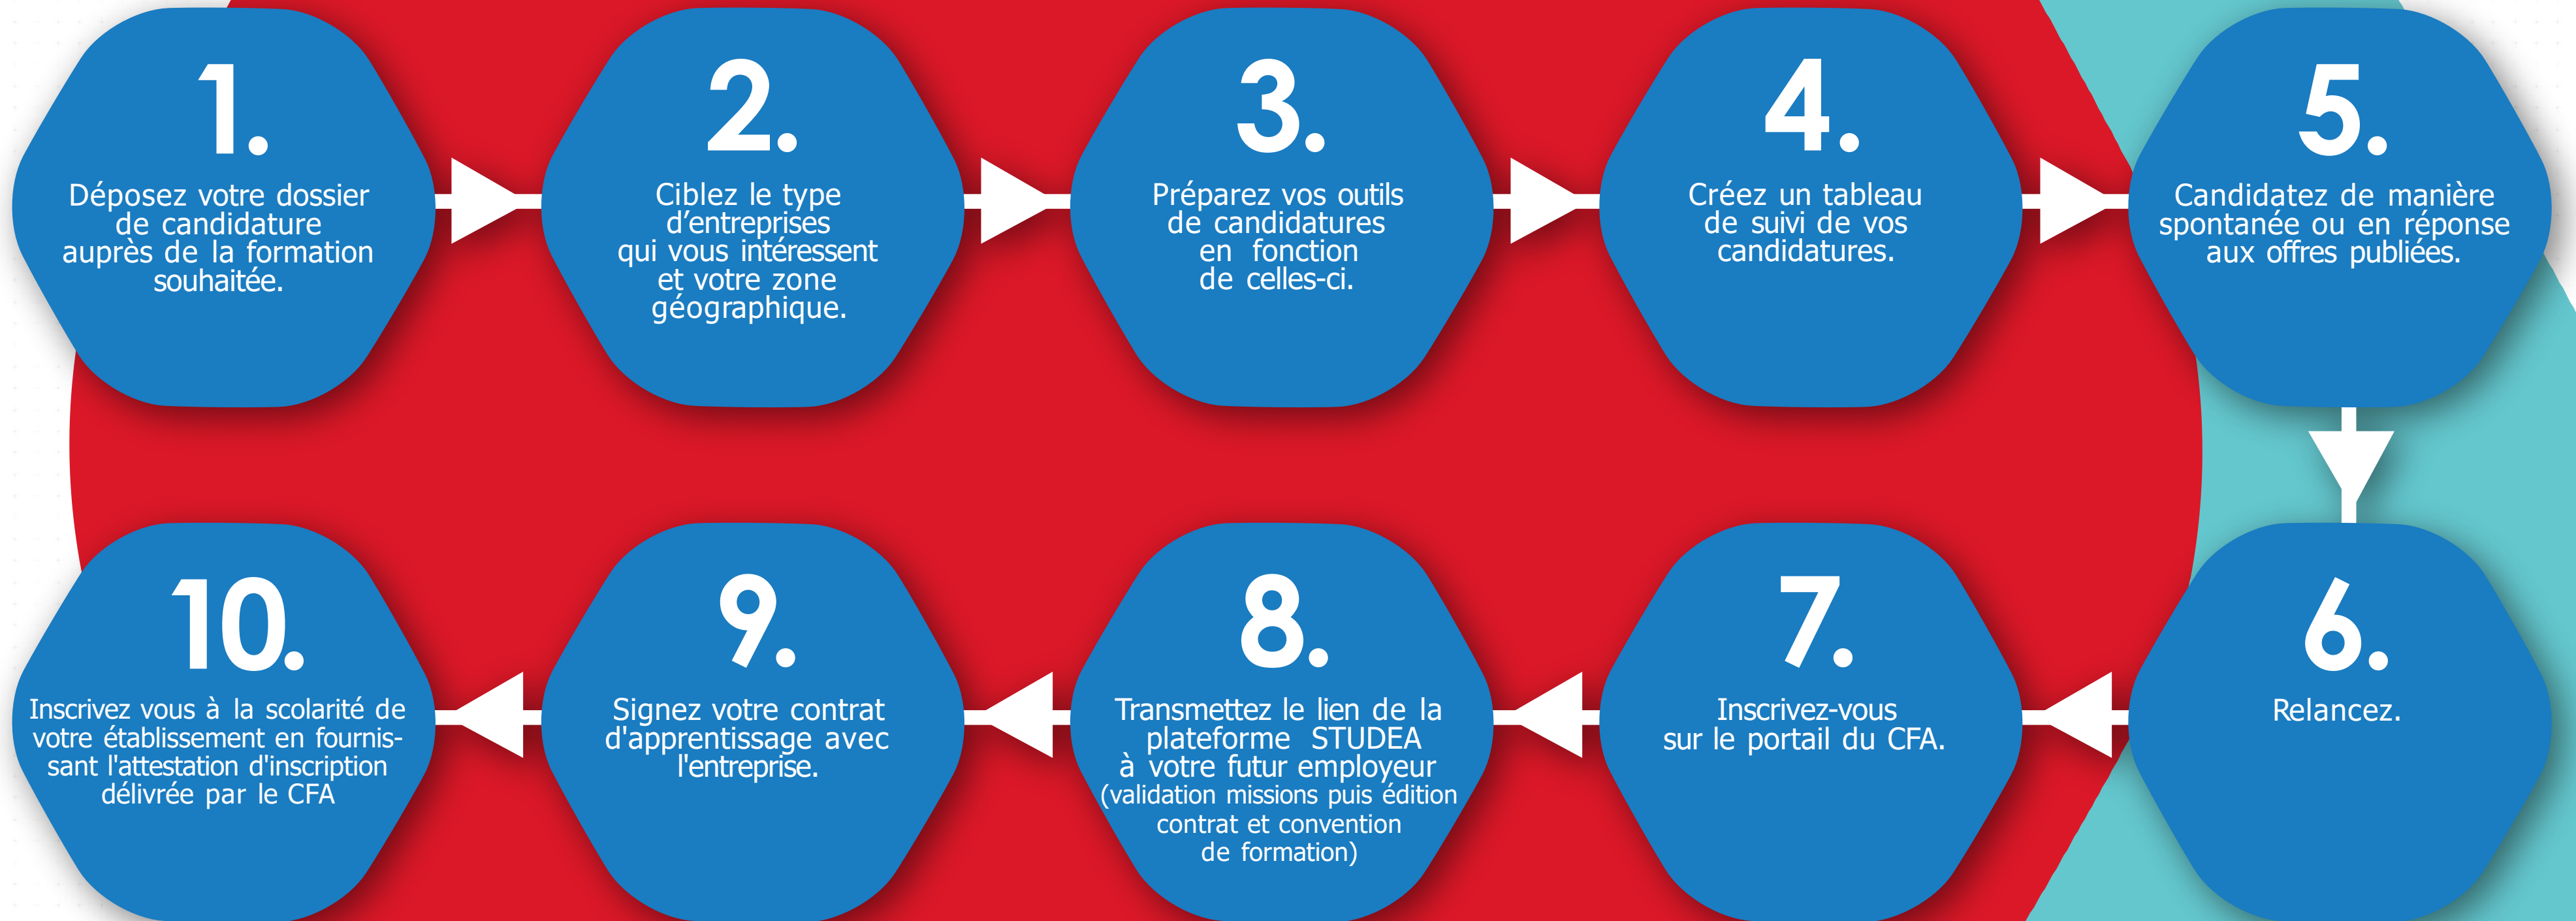 1.
Déposez votre dossier
de candidature
auprès de la formation
souhaitée.
2.
Ciblez le type
d’entreprises
qui vous intéressent
et votre zone
géographique.
3.
Préparez vos outils
de candidatures
en fonction
de celles-ci.
4.
Créez un tableau
de suivi de vos
candidatures.
5.
Candidatez de manière
spontanée ou en réponse
aux offres publiées.
6.
Relancez.
7.
Inscrivez-vous
sur le portail du CFA.
8.
Transmettez le lien de la
plateforme STUDEA
à votre futur employeur
(validation missions puis édition
contrat et convention
de formation)
9.
Signez votre contrat
d'apprentissage avec
l'entreprise.
10.
Inscrivez vous à la scolarité de
votre établissement en fournis-
sant l'attestation d'inscription
délivrée par le CFA